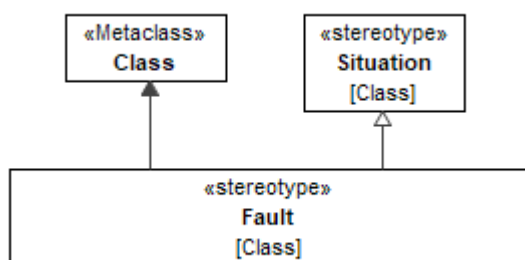 «Metaclass»
Class
«stereotype»
Situation
[Class]
«stereotype»
Fault
[Class]